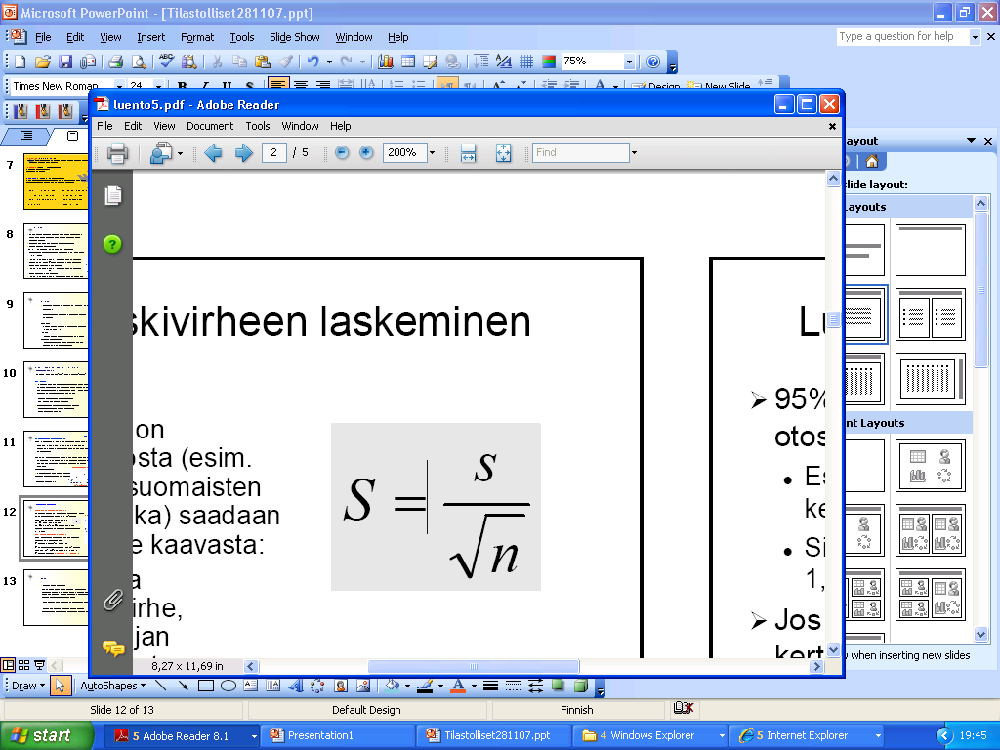 Microsoft PowerPoint - [Tilastolliset281107.ppt]
File Edit View Insert Format Tools Slide Show Window Help
Type a question for help
75%
Times New Roman 24
Design New Slide
luento5.pdf - Adobe Reader
File Edit View Document Tools Window Help
2 / 5
200%
Find
ayout
lide layout:
ayouts
nt Layouts
7
8
9
10
11
12
13
skivirheen laskeminen
on
osta (esim.
suomaisten
ka) saadaan
e kaavasta:
a
irhe,
jan
S = s / √n
L
95%
otos
Es
ke
Si
1,
Jos
kert
8,27 x 11,69 in
w when inserting new slides
Draw AutoShapes
Slide 12 of 13
Default Design
Finnish
start
5 Adobe Reader 8.1
Presentation1
Tilastolliset281107.ppt
4 Windows Explorer
5 Internet Explorer
19:45